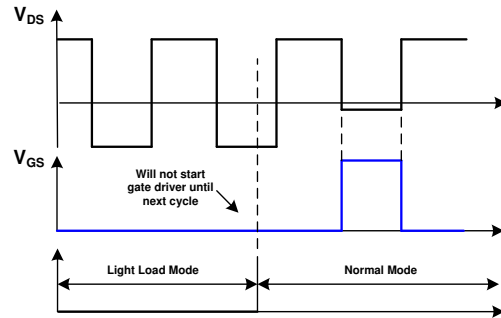 VDS
VGS
Will not start
gate driver until
next cycle
Light Load Mode
Normal Mode